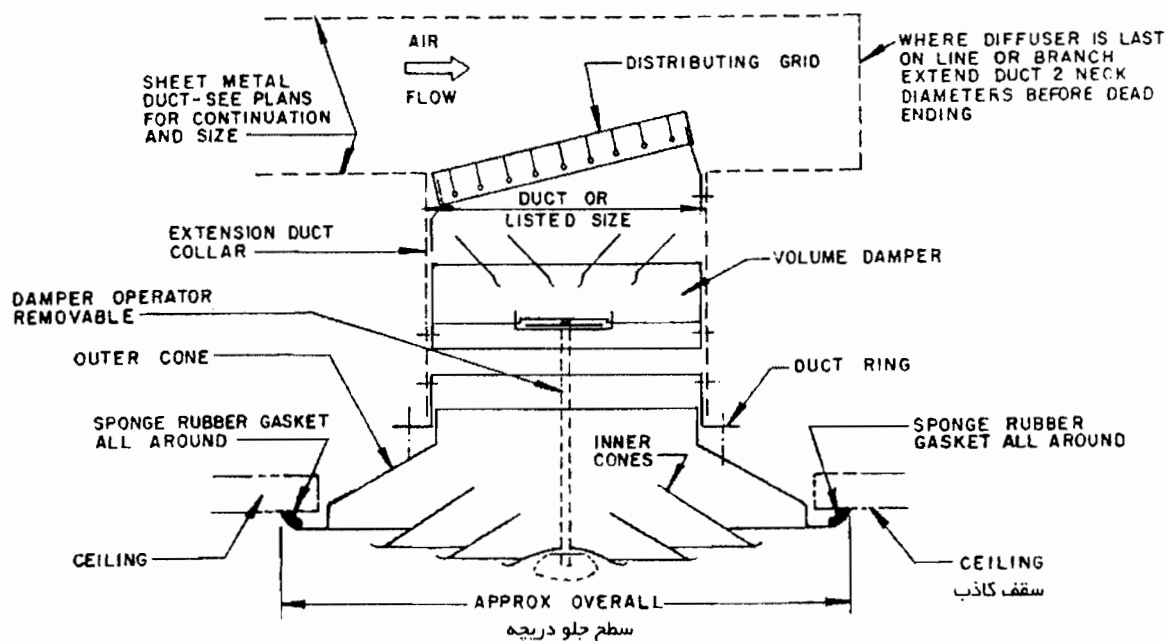 AIR
FLOW
DISTRIBUTING GRID
WHERE DIFFUSER IS LAST
ON LINE OR BRANCH
EXTEND DUCT 2 NECK
DIAMETERS BEFORE DEAD
ENDING
SHEET METAL
DUCT-SEE PLANS
FOR CONTINUATION
AND SIZE
DUCT OR
LISTED SIZE
EXTENSION DUCT
COLLAR
VOLUME DAMPER
DAMPER OPERATOR
REMOVABLE
OUTER CONE
DUCT RING
SPONGE RUBBER GASKET
ALL AROUND
INNER
CONES
SPONGE RUBBER
GASKET ALL AROUND
CEILING
CEILING
سقف کاذب
APPROX OVERALL
سطح جلو دریچه